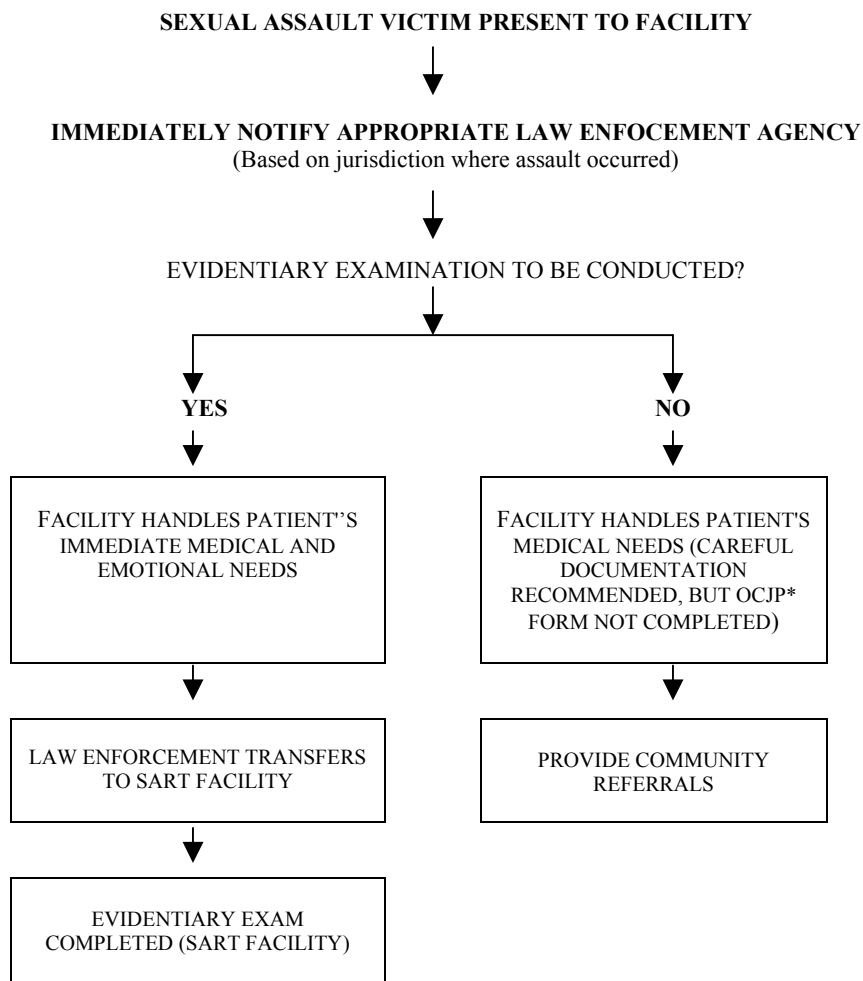 SEXUAL ASSAULT VICTIM PRESENT TO FACILITY
IMMEDIATELY NOTIFY APPROPRIATE LAW ENFOCEMENT AGENCY
(Based on jurisdiction where assault occurred)
EVIDENTIARY EXAMINATION TO BE CONDUCTED?
YES
FACILITY HANDLES PATIENT''S
IMMEDIATE MEDICAL AND
EMOTIONAL NEEDS
LAW ENFORCEMENT TRANSFERS
TO SART FACILITY
EVIDENTIARY EXAM
COMPLETED (SART FACILITY)
NO
FACILITY HANDLES PATIENT'S
MEDICAL NEEDS (CAREFUL
DOCUMENTATION
RECOMMENDED, BUT OCJP*
FORM NOT COMPLETED)
PROVIDE COMMUNITY
REFERRALS